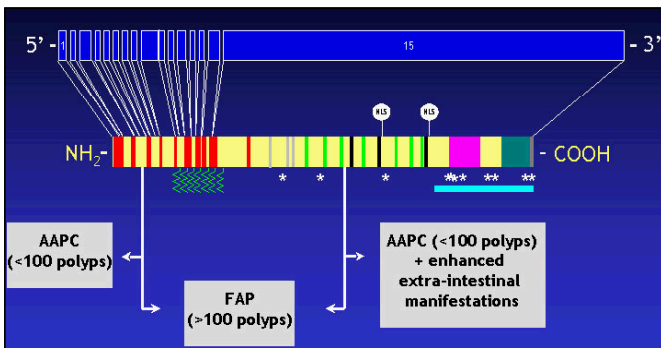 5' - 1 15 - 3'
NLS NLS
NH2- - COOH
* * * *** ** **
AAPC
(<100 polyps)
FAP
(>100 polyps)
AAPC (<100 polyps)
+ enhanced
extra-intestinal
manifestations